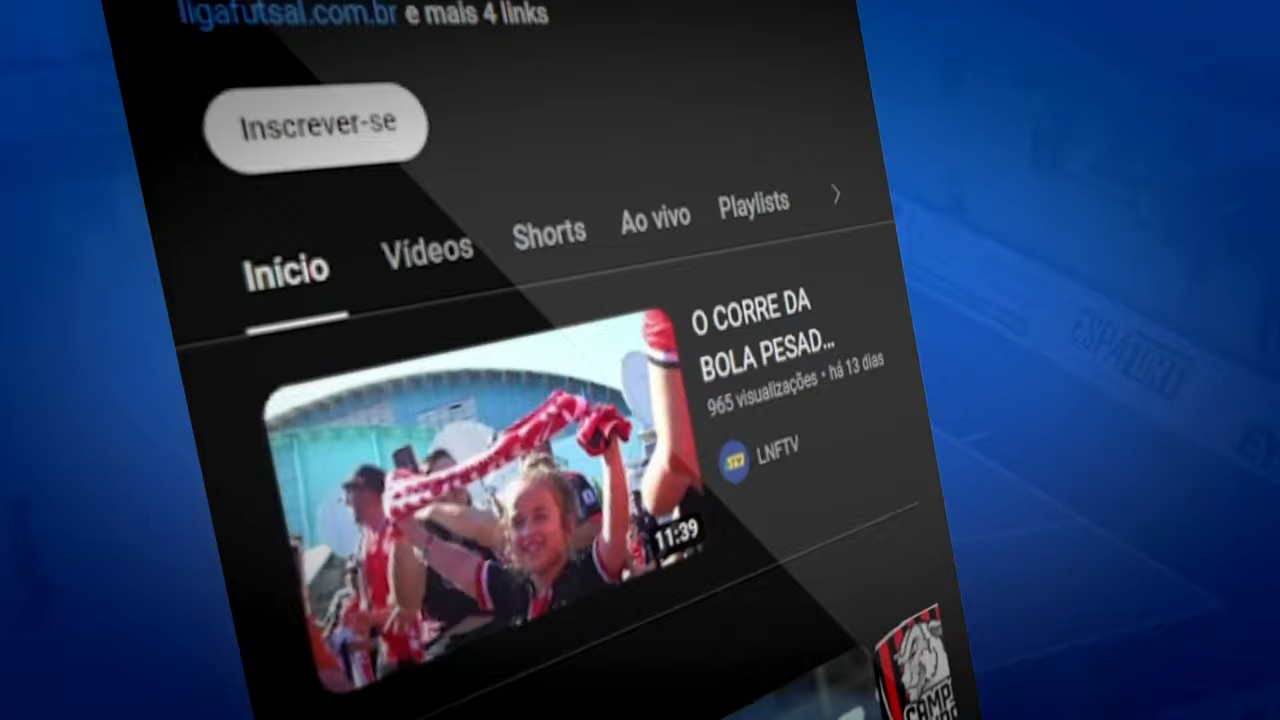 ligafutsal.com.br e mais 4 links
Inscrever-se
Início Vídeos Shorts Ao vivo Playlists
O CORRE DA
BOLA PESAD...
965 visualizações • há 13 dias
LNFTV
11:39